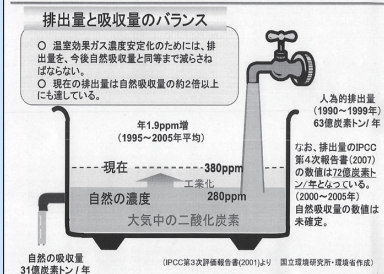 排出量と吸収量のバランス
○ 温室効果ガス濃度安定化のためには、排
出量を、今後自然吸収量と同等まで減らさね
ばならない。
○ 現在の排出量は自然吸収量の約2倍以上
にも達している。
人為的排出量
(1990~1999年)
63億炭素トン/年
年1.9ppm増
(1995~2005年平均)
なお、排出量のIPCC
第4次報告書(2007)
の数値は72億炭素ト
ン/年となっている。
(2000~2005年)
自然吸収量の数値は
未確定。
現在
380ppm
工業化
自然の濃度
280ppm
大気中の二酸化炭素
自然の吸収量
31億炭素トン / 年
(IPCC第3次評価報告書(2001)より 国立環境研究所・環境省作成)